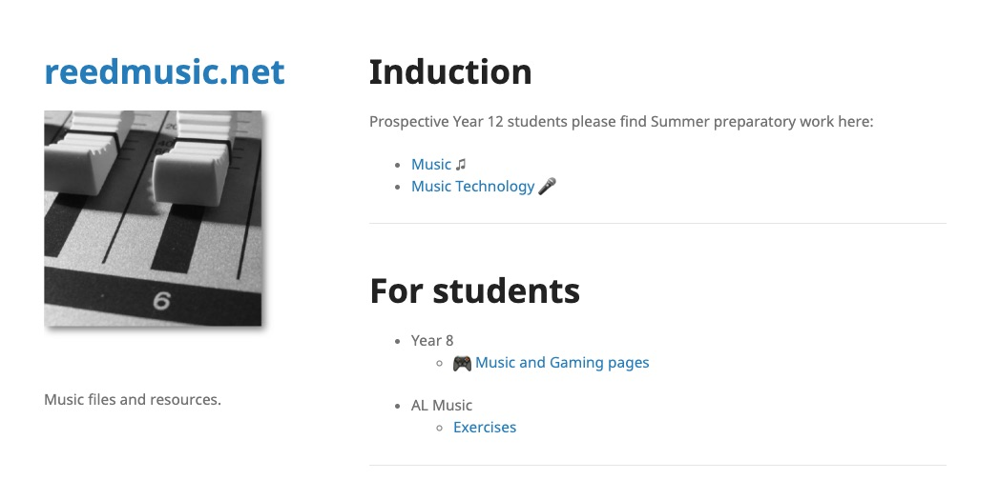 reedmusic.net
6
Music files and resources.
Induction
Prospective Year 12 students please find Summer preparatory work here:
Music 🎵
Music Technology 🎤
For students
Year 8
🎮 Music and Gaming pages
AL Music
Exercises